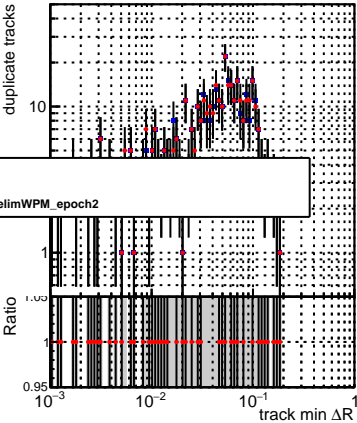 duplicate tracks
10
elimWPM_epoch2
1
Ratio
1.05
1
0.95
10⁻³ 10⁻² 10⁻¹ 1
track min ΔR